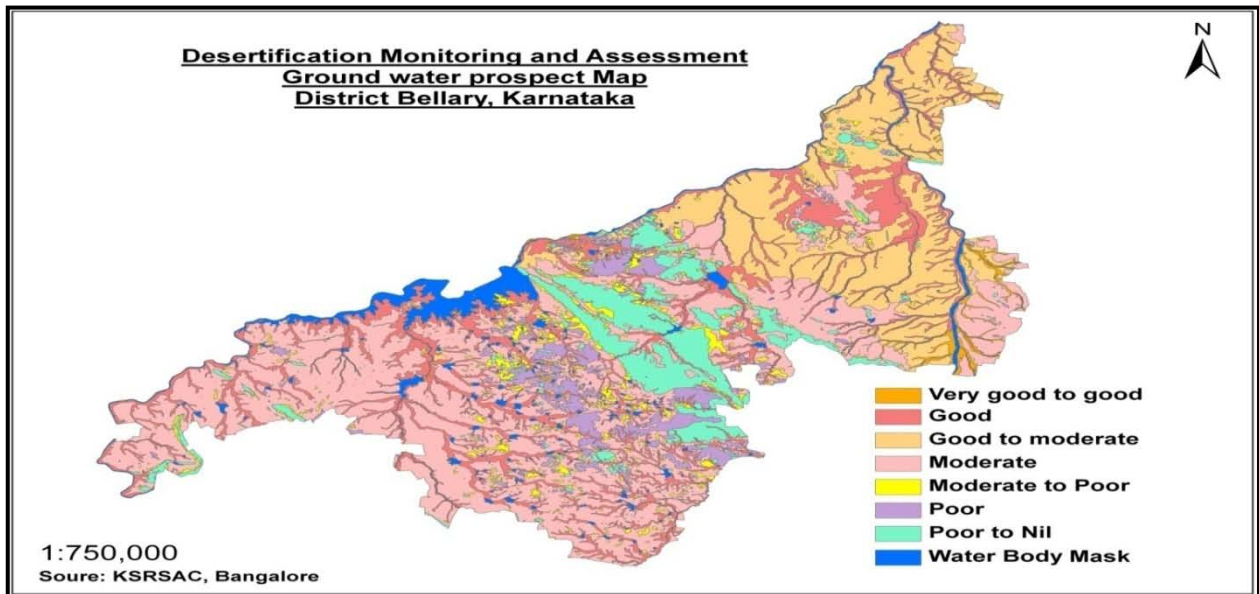 Desertification Monitoring and Assessment
Ground water prospect Map
District Bellary, Karnataka
N
Very good to good
Good
Good to moderate
Moderate
Moderate to Poor
Poor
Poor to Nil
Water Body Mask
1:750,000
Soure: KSRSAC, Bangalore